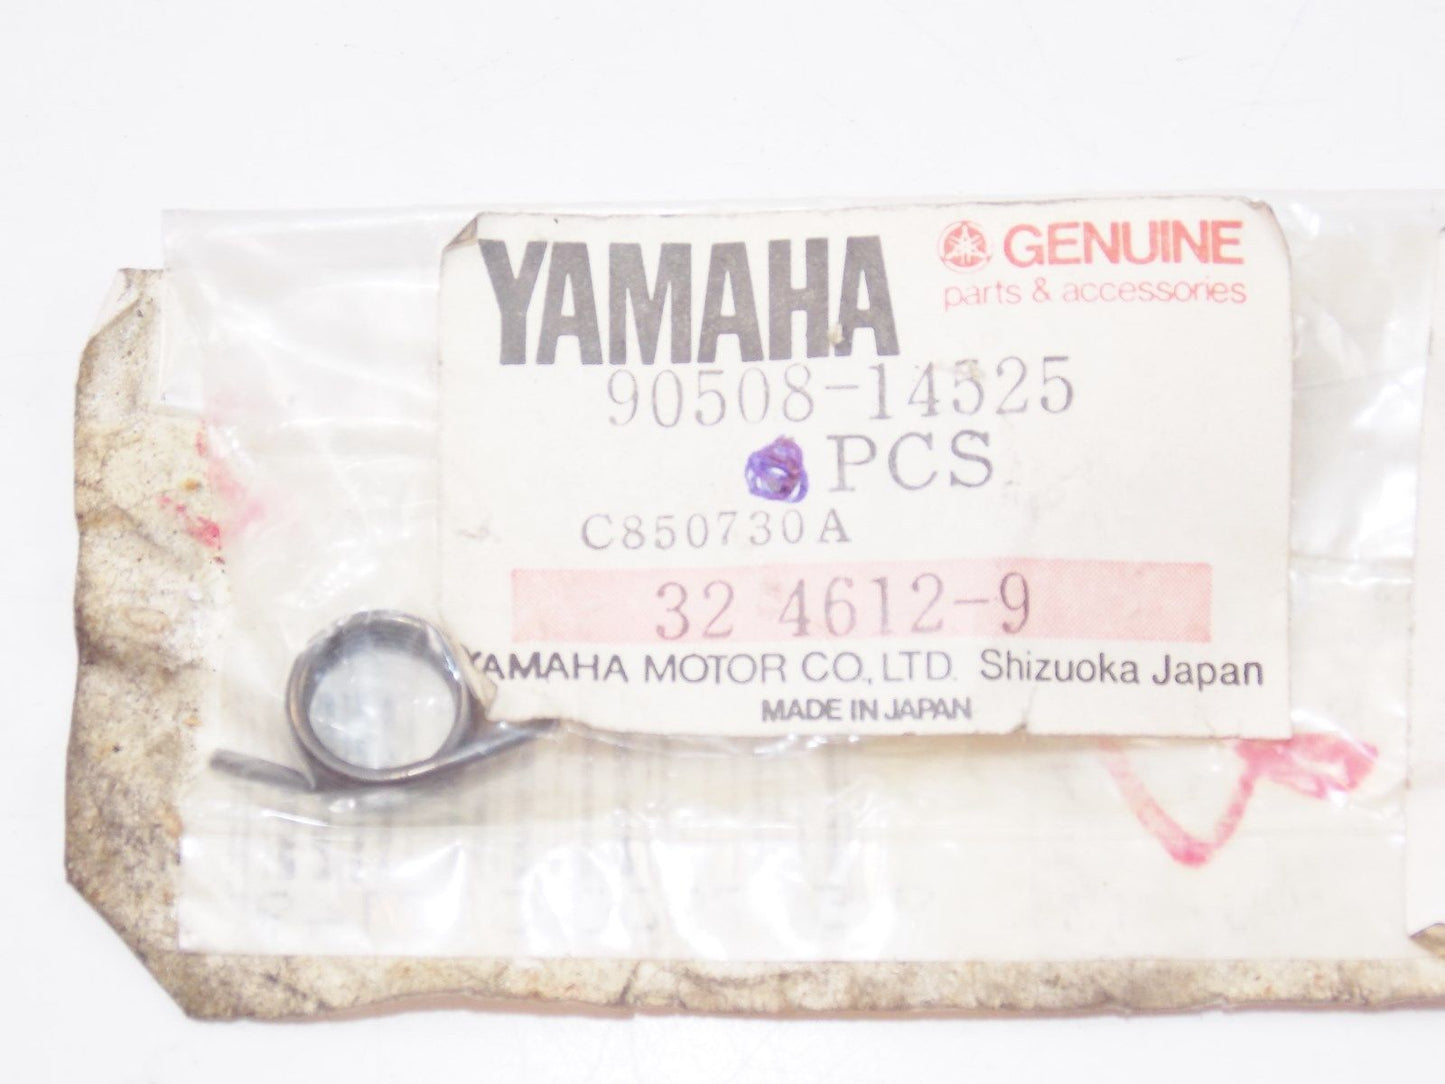 YAMAHA
GENUINE
parts & accessories
90508-14525
PCS
C850730A
32 4612-9
YAMAHA MOTOR CO., LTD. Shizuoka Japan
MADE IN JAPAN